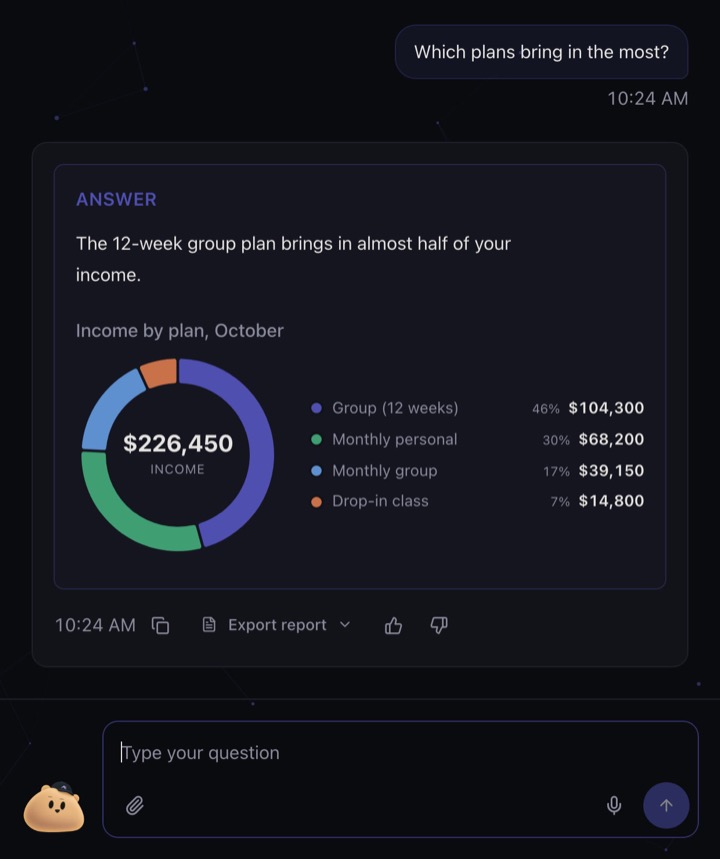 Which plans bring in the most?
10:24 AM
ANSWER
The 12-week group plan brings in almost half of your
income.
Income by plan, October
$226,450
INCOME
Group (12 weeks) 46% $104,300
Monthly personal 30% $68,200
Monthly group 17% $39,150
Drop-in class 7% $14,800
10:24 AM Export report
Type your question